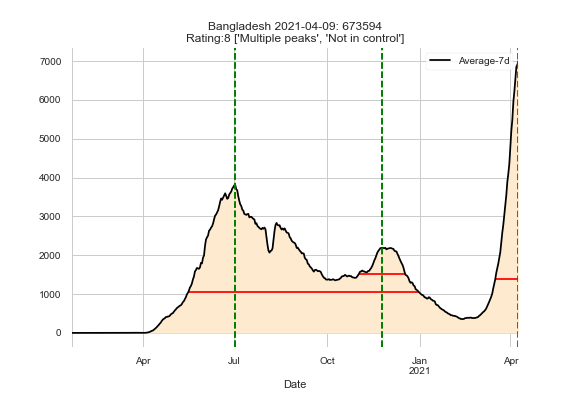 Bangladesh 2021-04-09: 673594
Rating:8 ['Multiple peaks', 'Not in control']
Average-7d
7000
6000
5000
4000
3000
2000
1000
0
Apr
Jul
Oct
Jan
2021
Apr
Date